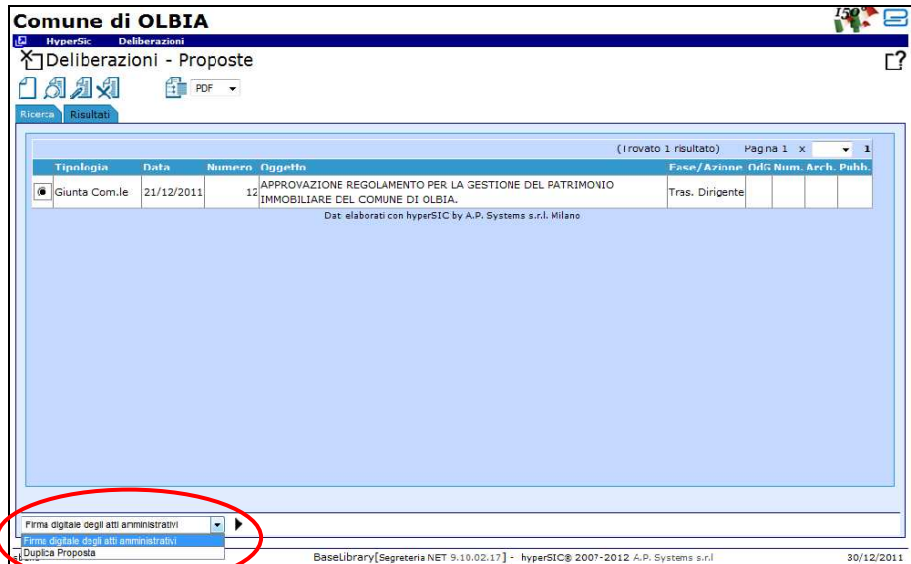 Comune di OLBIA
150°
HyperSic Deliberazioni
Deliberazioni - Proposte
PDF
Ricerca Risultati
(Trovato 1 risultato) Pagina 1 x 1
Tipologia Data Numero Oggetto Fase/Azione OdG Num. Arch. Pubb.
Giunta Com.le 21/12/2011 12 APPROVAZIONE REGOLAMENTO PER LA GESTIONE DEL PATRIMONIO Tras. Dirigente
IMMOBILIARE DEL COMUNE DI OLBIA.
Dati elaborati con hyperSIC by A.P. Systems s.r.l. Milano
Firma digitale degli atti amministrativi
Firma digitale degli atti amministrativi
Duplica Proposta
BaseLibrary[Segreteria NET 9.10.02.17] - hyperSIC® 2007-2012 A.P. Systems s.r.l 30/12/2011